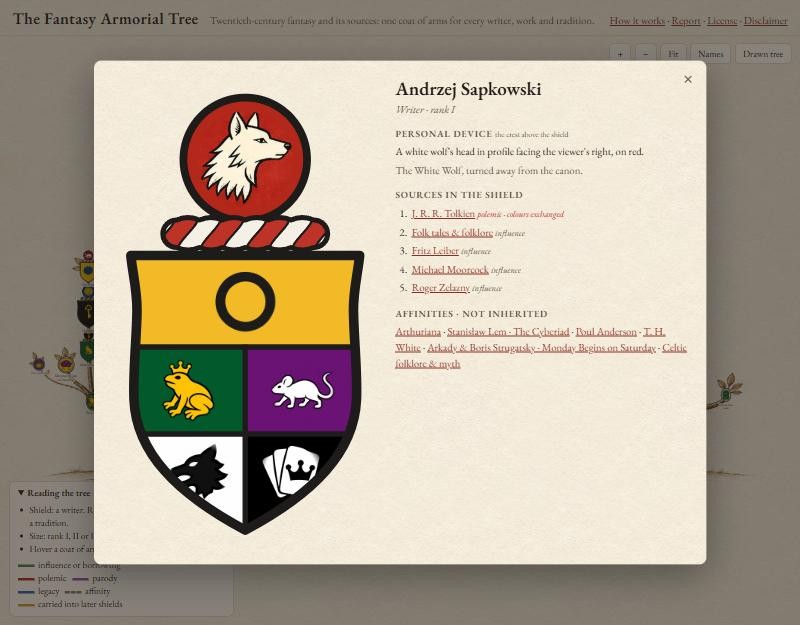 The Fantasy Armorial Tree
Twentieth-century fantasy and its sources: one coat of arms for every writer, work and tradition.
How it works · Report · License · Disclaimer
+ − Fit Names Drawn tree
×
Andrzej Sapkowski
Writer · rank I
PERSONAL DEVICE the crest above the shield
A white wolf's head in profile facing the viewer's right, on red.
The White Wolf, turned away from the canon.
SOURCES IN THE SHIELD
1. J. R. R. Tolkien polemic · colours exchanged
2. Folk tales & folklore influence
3. Fritz Leiber influence
4. Michael Moorcock influence
5. Roger Zelazny influence
AFFINITIES · NOT INHERITED
Arthuriana · Stanisław Lem · The Cyberiad · Poul Anderson · T. H.
White · Arkady & Boris Strugatsky · Monday Begins on Saturday · Celtic
folklore & myth
▼ Reading the tree
• Shield: a writer. R
a tradition.
• Size: rank I, II or I
• Hover a coat of ar
influence or borrowing
polemic parody
legacy affinity
carried into later shields